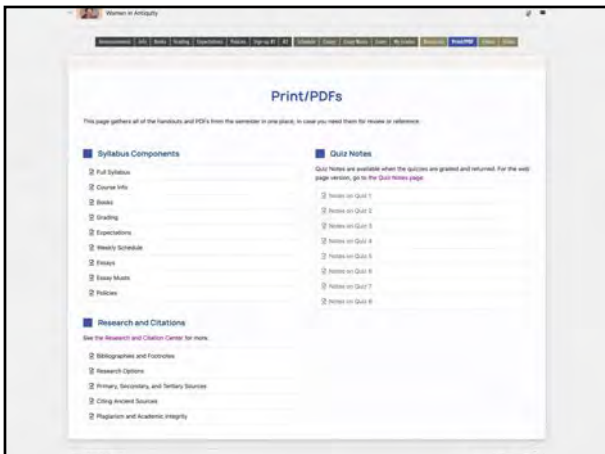 Women in Antiquity
Print/PDF
Print/PDFs
This page gathers all of the handouts and PDFs from the semester in one place, in case you need them for review or reference.
Syllabus Components
Full Syllabus
Course Info
Books
Grading
Expectations
Weekly Schedule
Essays
Essay Musts
Policies
Research and Citations
See the Research and Citation Center for more.
Bibliographies and Footnotes
Research Options
Primary, Secondary, and Tertiary Sources
Citing Ancient Sources
Plagiarism and Academic Integrity
Quiz Notes
Quiz Notes are available when the quizzes are graded and returned. For the web
page version, go to the Quiz Notes page.
Notes on Quiz 1
Notes on Quiz 2
Notes on Quiz 3
Notes on Quiz 4
Notes on Quiz 5
Notes on Quiz 6
Notes on Quiz 7
Notes on Quiz 8